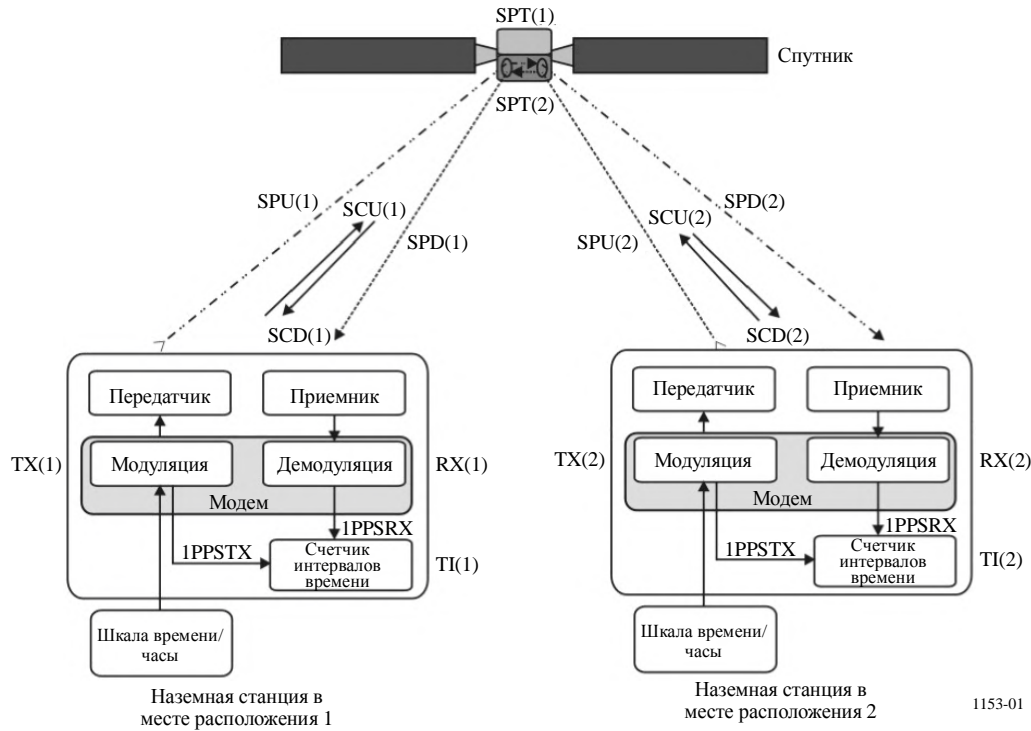 SPT(1)
Спутник
SPT(2)
SPU(1)
SCU(1)
SPD(1)
SCD(1)
SCU(2)
SPD(2)
SPU(2)
SCD(2)
Передатчик
Приемник
TX(1)
Модуляция
Демодуляция
RX(1)
Модем
1PPSRX
1PPSTX
Счетчик
интервалов
времени
TI(1)
Шкала времени/
часы
Наземная станция в
месте расположения 1
Передатчик
Приемник
TX(2)
Модуляция
Демодуляция
RX(2)
Модем
1PPSRX
1PPSTX
Счетчик
интервалов
времени
TI(2)
Шкала времени/
часы
Наземная станция в
месте расположения 2
1153-01